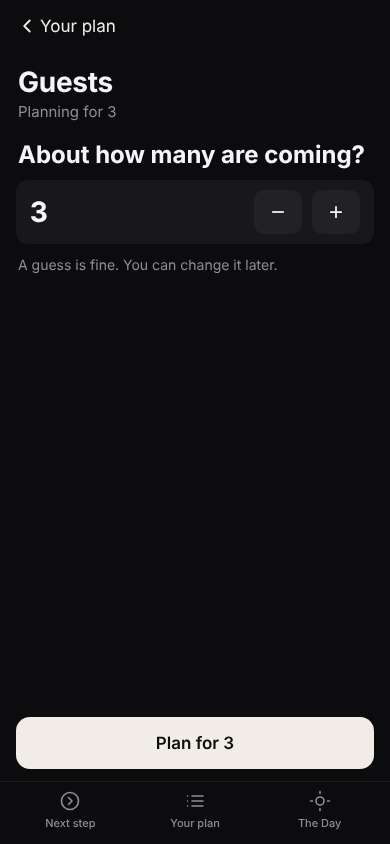 Your plan
Guests
Planning for 3
About how many are coming?
3
A guess is fine. You can change it later.
Plan for 3
Next step
Your plan
The Day